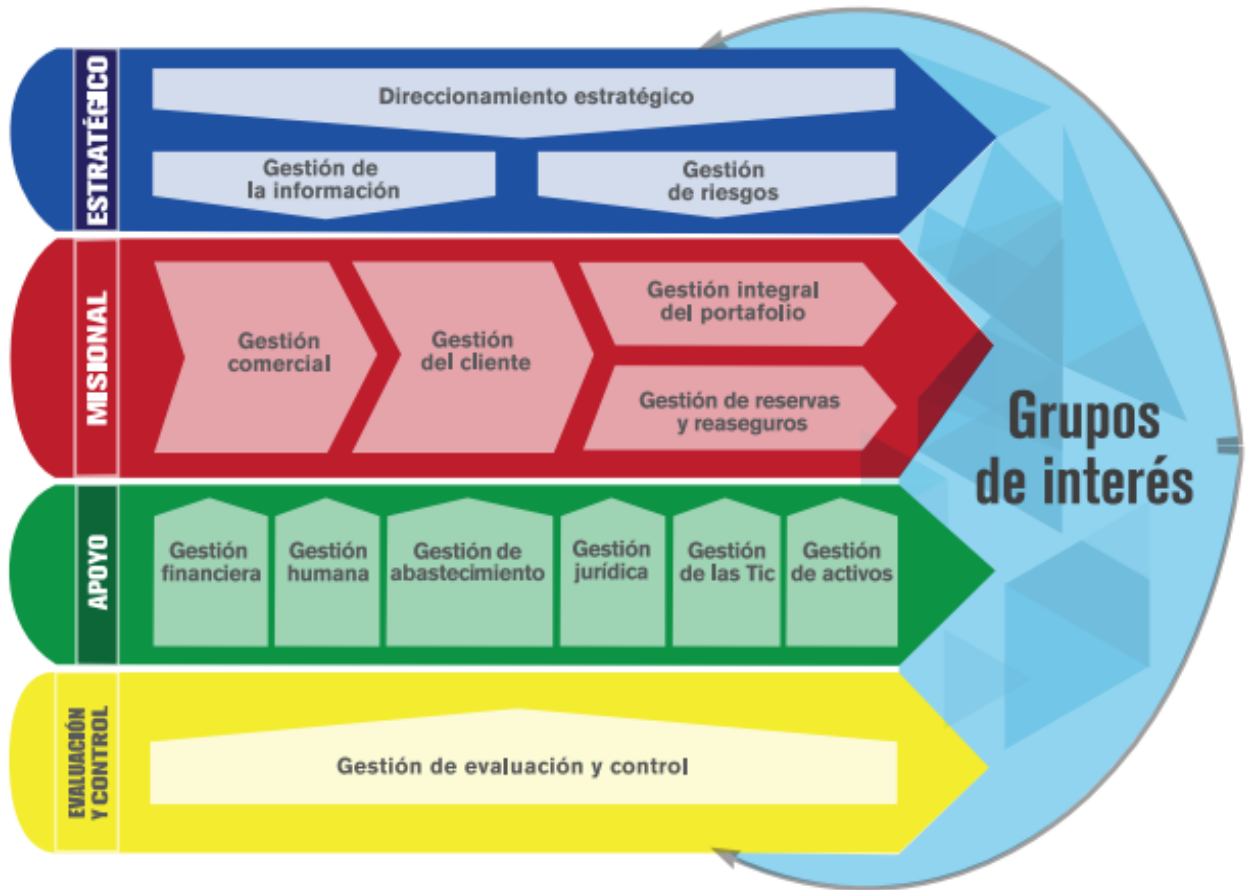 ESTRATÉGICO
Direccionamiento estratégico
Gestión de
la información
Gestión
de riesgos
MISIONAL
Gestión
comercial
Gestión
del cliente
Gestión integral
del portafolio
Gestión de reservas
y reaseguros
Grupos
de interés
APOYO
Gestión
financiera
Gestión
humana
Gestión de
abastecimiento
Gestión
jurídica
Gestión
de las Tic
Gestión
de activos
EVALUACIÓN
Y CONTROL
Gestión de evaluación y control